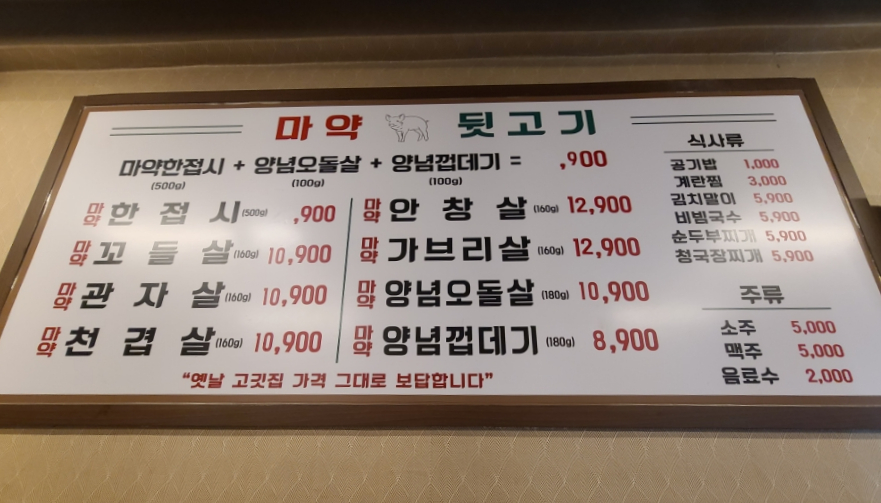 마약 뒷고기
마약한접시 + 양념오돌살 + 양념껍데기 = ,900
(500g) (100g) (100g)
마약 한 접 시 (500g) ,900
마약 꼬 들 살 (160g) 10,900
마약 관 자 살 (160g) 10,900
마약 천 겹 살 (160g) 10,900
마약 안 창 살 (160g) 12,900
마약 가브리살 (160g) 12,900
마약 양념오돌살 (180g) 10,900
마약 양념껍데기 (180g) 8,900
"옛날 고깃집 가격 그대로 보답합니다"
식사류
공기밥 1,000
계란찜 3,000
김치말이 5,900
비빔국수 5,900
순두부찌개 5,900
청국장찌개 5,900
주류
소주 5,000
맥주 5,000
음료수 2,000